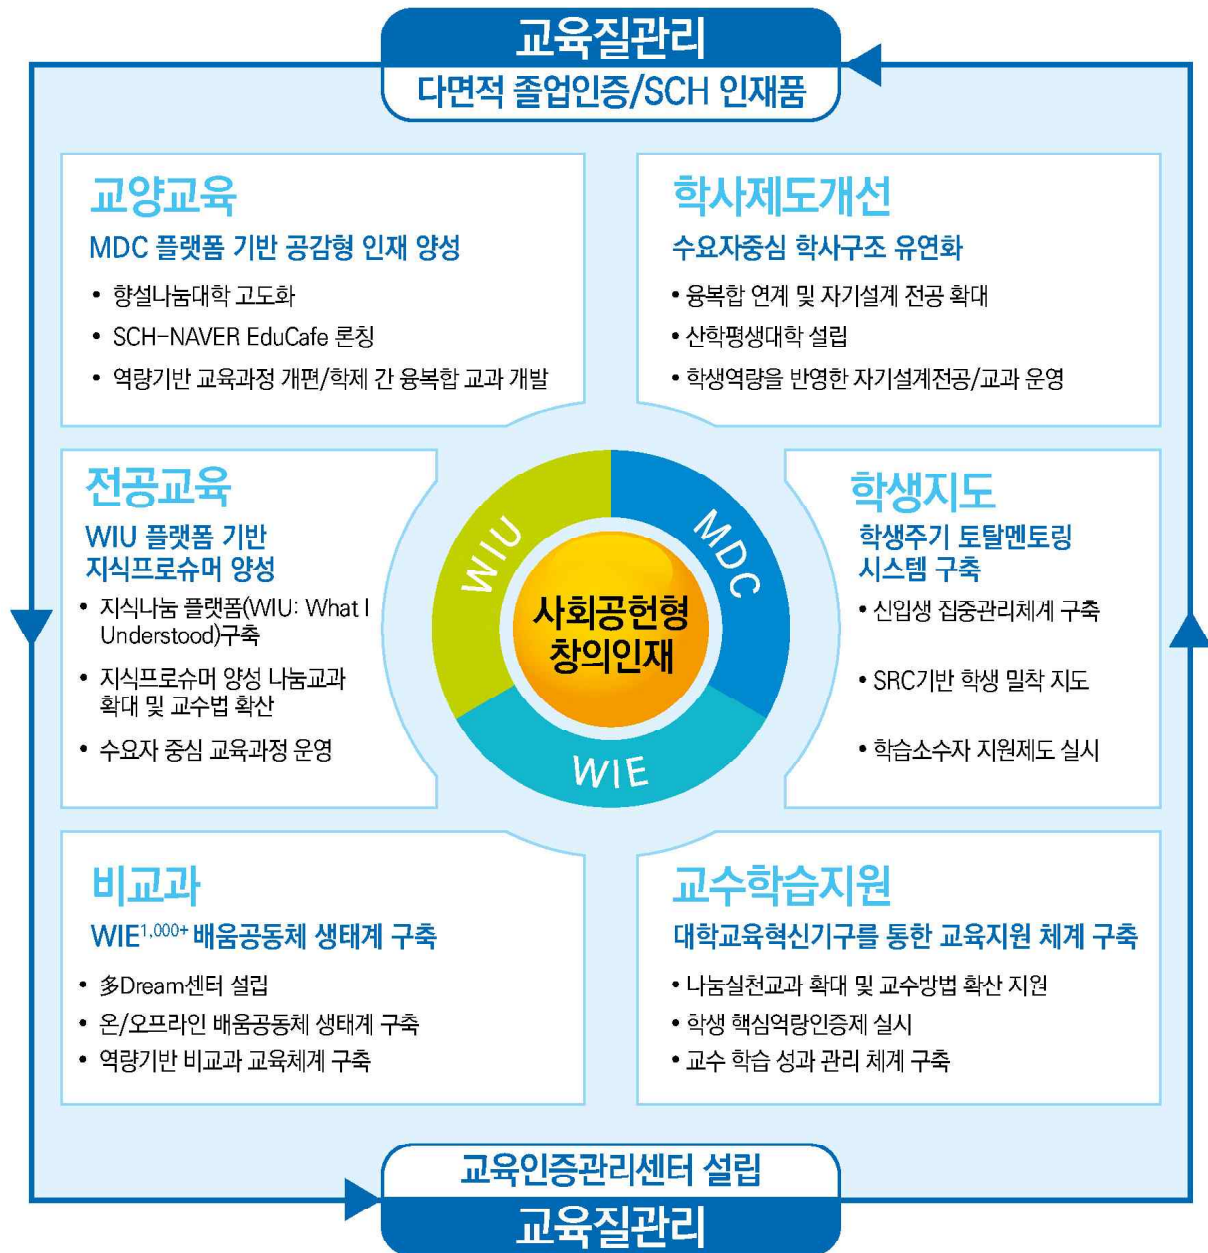 교육질관리
다면적 졸업인증/SCH 인재품
교양교육
MDC 플랫폼 기반 공감형 인재 양성
• 향설나눔대학 고도화
• SCH-NAVER EduCafe 론칭
• 역량기반 교육과정 개편/학제 간 융복합 교과 개발
학사제도개선
수요자중심 학사구조 유연화
• 융복합 연계 및 자기설계 전공 확대
• 산학평생대학 설립
• 학생역량을 반영한 자기설계전공/교과 운영
전공교육
WIU 플랫폼 기반
지식프로슈머 양성
• 지식나눔 플랫폼(WIU: What I
Understood)구축
• 지식프로슈머 양성 나눔교과
확대 및 교수법 확산
• 수요자 중심 교육과정 운영
WIU
MDC
WIE
사회공헌형
창의인재
학생지도
학생주기 토탈멘토링
시스템 구축
• 신입생 집중관리체계 구축
• SRC기반 학생 밀착 지도
• 학습소수자 지원제도 실시
비교과
WIE1,000+ 배움공동체 생태계 구축
• 多Dream센터 설립
• 온/오프라인 배움공동체 생태계 구축
• 역량기반 비교과 교육체계 구축
교수학습지원
대학교육혁신기구를 통한 교육지원 체계 구축
• 나눔실천교과 확대 및 교수방법 확산 지원
• 학생 핵심역량인증제 실시
• 교수 학습 성과 관리 체계 구축
교육인증관리센터 설립
교육질관리